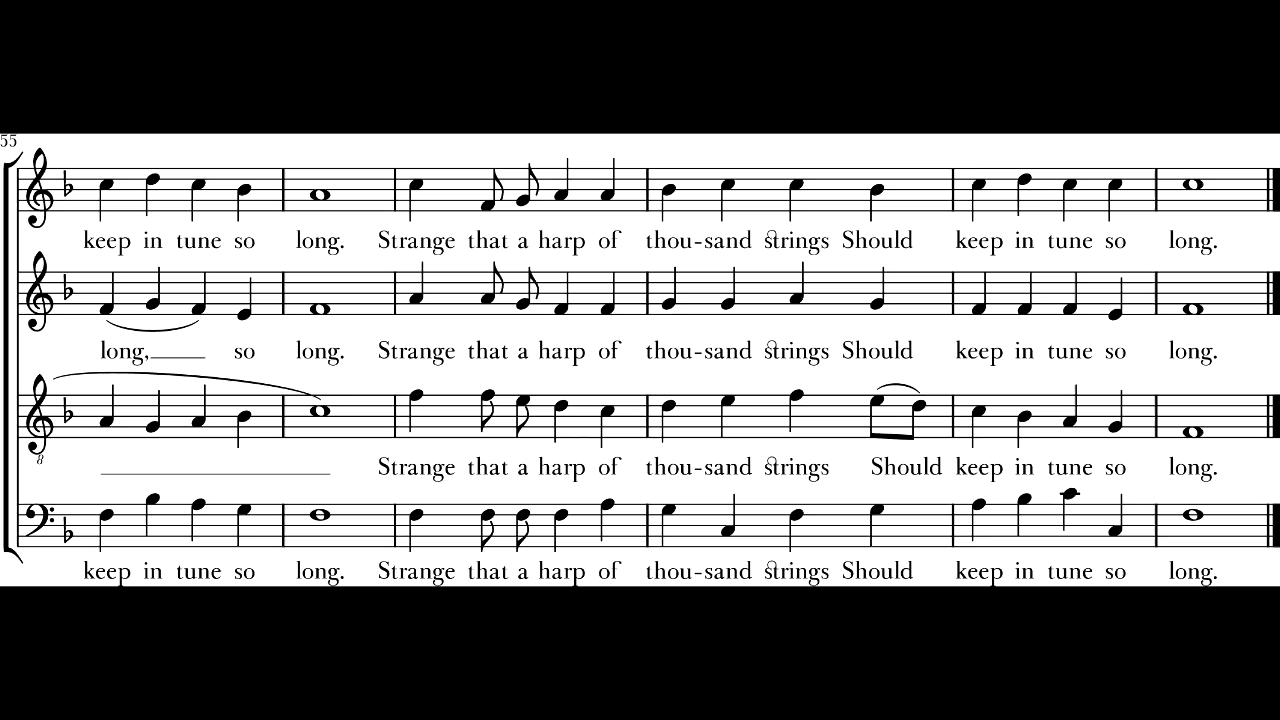 55
keep in tune so long. Strange that a harp of thou-sand strings Should keep in tune so long.
long, so long. Strange that a harp of thou-sand strings Should keep in tune so long.
8
Strange that a harp of thou-sand strings Should keep in tune so long.
keep in tune so long. Strange that a harp of thou-sand strings Should keep in tune so long.